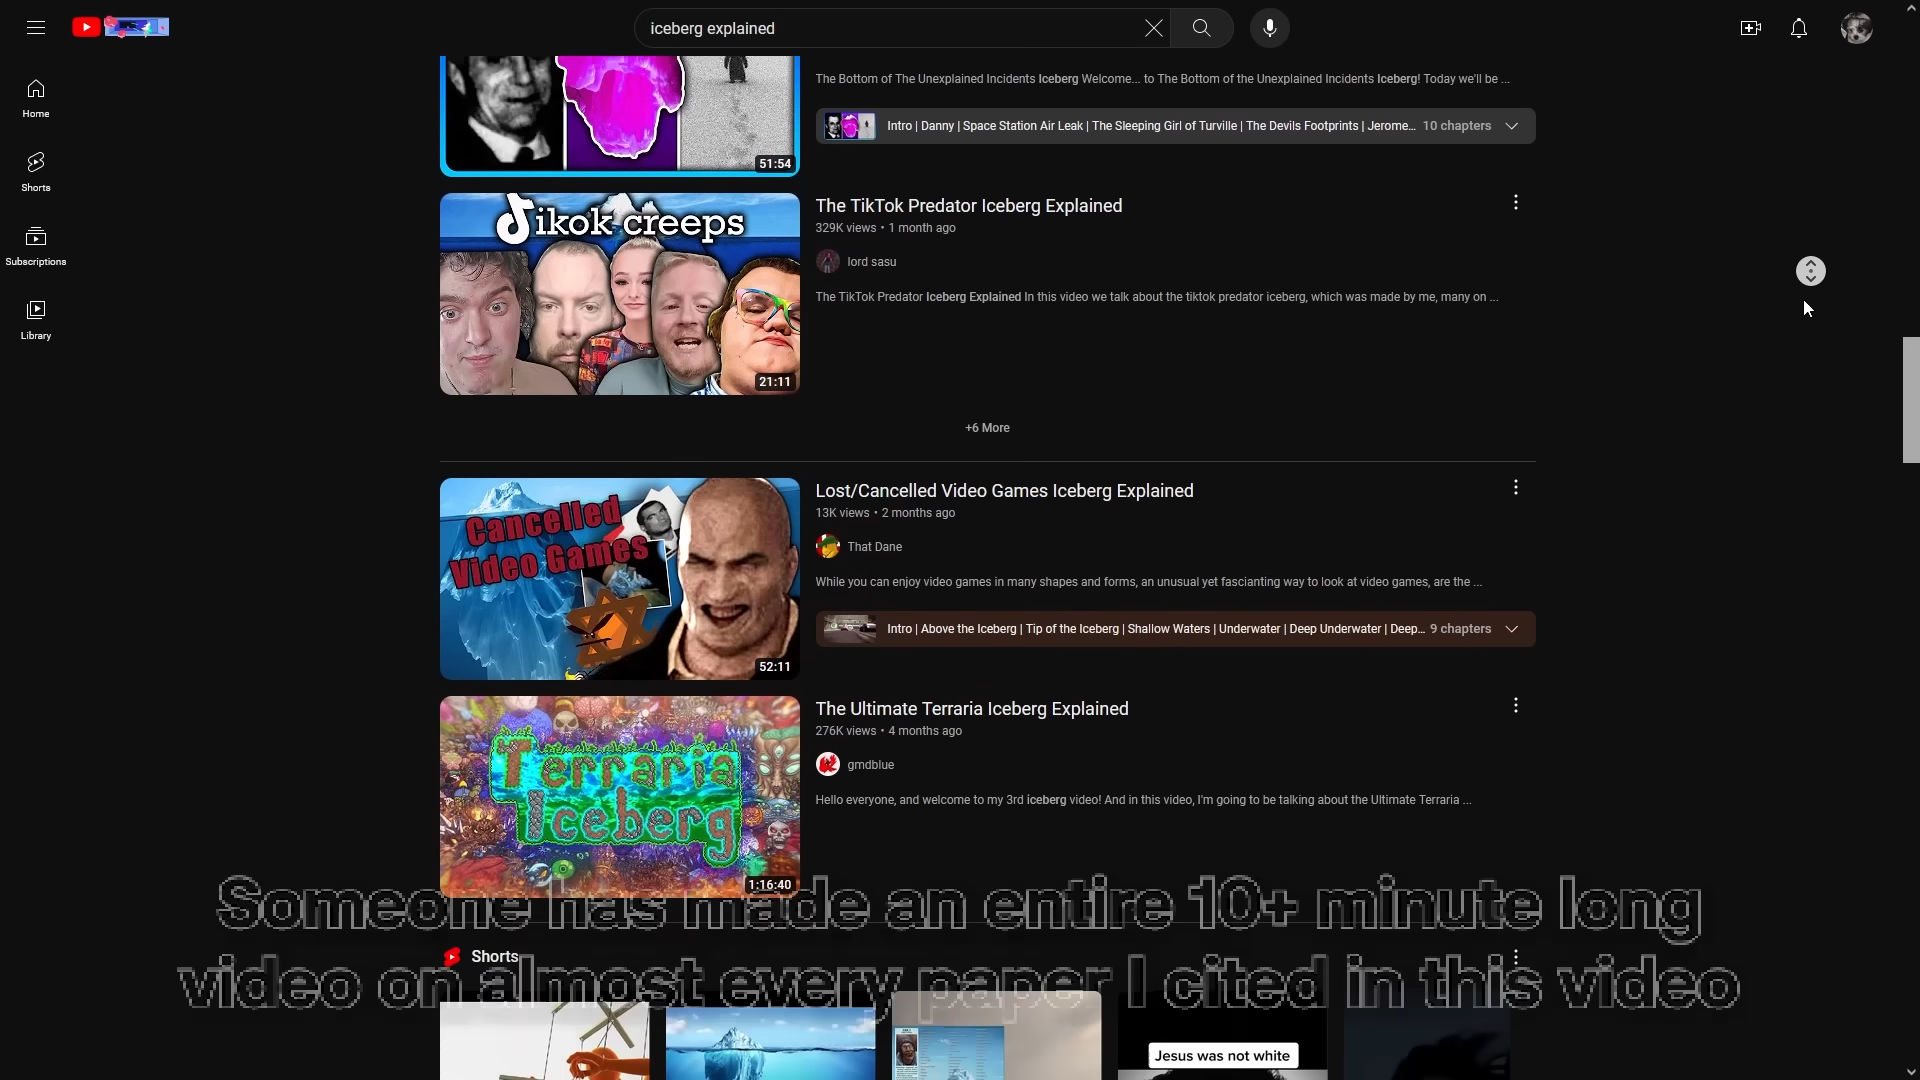 iceberg explained
Home
Shorts
Subscriptions
Library
The Bottom of The Unexplained Incidents Iceberg Welcome... to The Bottom of the Unexplained Incidents Iceberg! Today we'll be ...
Intro | Danny | Space Station Air Leak | The Sleeping Girl of Turville | The Devils Footprints | Jerome... 10 chapters
51:54
ikok creeps
21:11
The TikTok Predator Iceberg Explained
329K views • 1 month ago
lord sasu
The TikTok Predator Iceberg Explained In this video we talk about the tiktok predator iceberg, which was made by me, many on ...
+6 More
Cancelled
Video Games
52:11
Lost/Cancelled Video Games Iceberg Explained
13K views • 2 months ago
That Dane
While you can enjoy video games in many shapes and forms, an unusual yet fascianting way to look at video games, are the ...
Intro | Above the Iceberg | Tip of the Iceberg | Shallow Waters | Underwater | Deep Underwater | Deep... 9 chapters
Terraria
Iceberg
1:16:40
The Ultimate Terraria Iceberg Explained
276K views • 4 months ago
gmdblue
Hello everyone, and welcome to my 3rd iceberg video! And in this video, I'm going to be talking about the Ultimate Terraria ...
Someone has made an entire 10+ minute long
video on almost every paper I cited in this video
Shorts
Jesus was not white